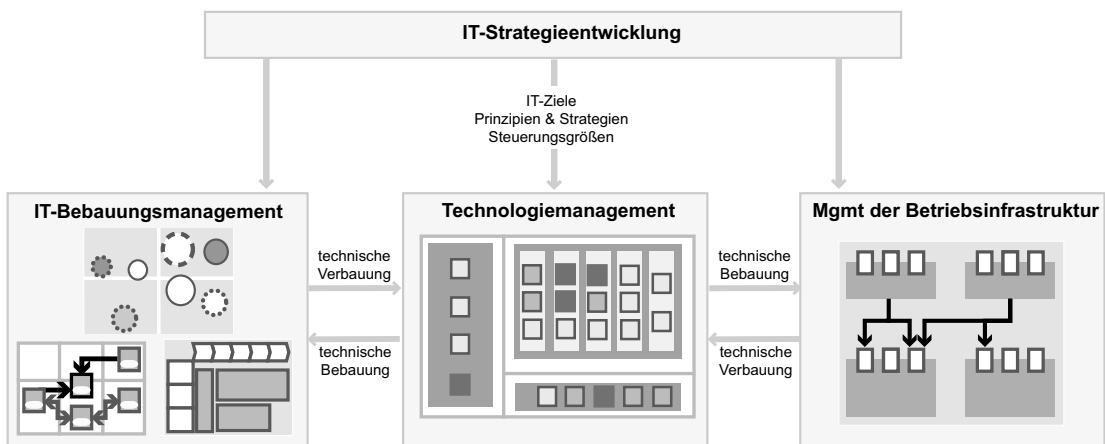 IT-Strategieentwicklung
IT-Ziele
Prinzipien & Strategien
Steuerungsgrößen
IT-Bebauungsmanagement
technische
Verbauung
technische
Bebauung
Technologiemanagement
technische
Bebauung
technische
Verbauung
Mgmt der Betriebsinfrastruktur